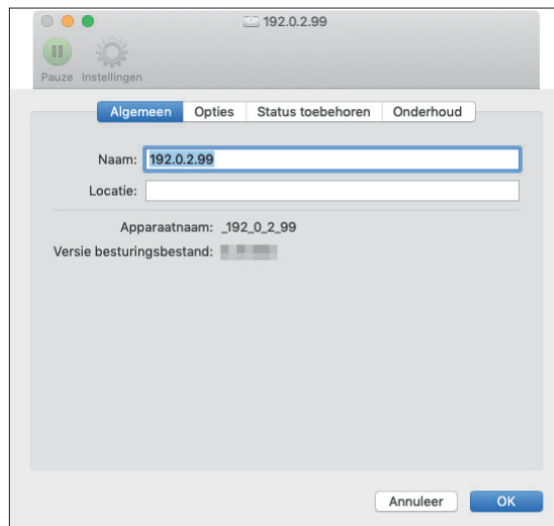 192.0.2.99
Pauze Instellingen
Algemeen Opties Status toebehoren Onderhoud
Naam: 192.0.2.99
Locatie:
Apparaatnaam: _192_0_2_99
Versie besturingsbestand:
Annuleer OK